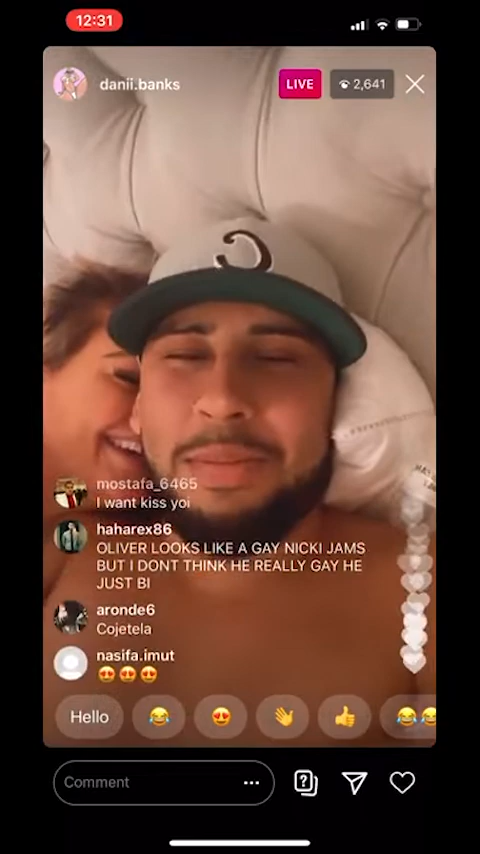 12:31
danii.banks
LIVE
2,641
C
mostafa_6465
I want kiss yoi
haharex86
OLIVER LOOKS LIKE A GAY NICKI JAMS
BUT I DONT THINK HE REALLY GAY HE
JUST BI
aronde6
Cojetela
nasifa.imut
😍😍😍
Hello
Comment